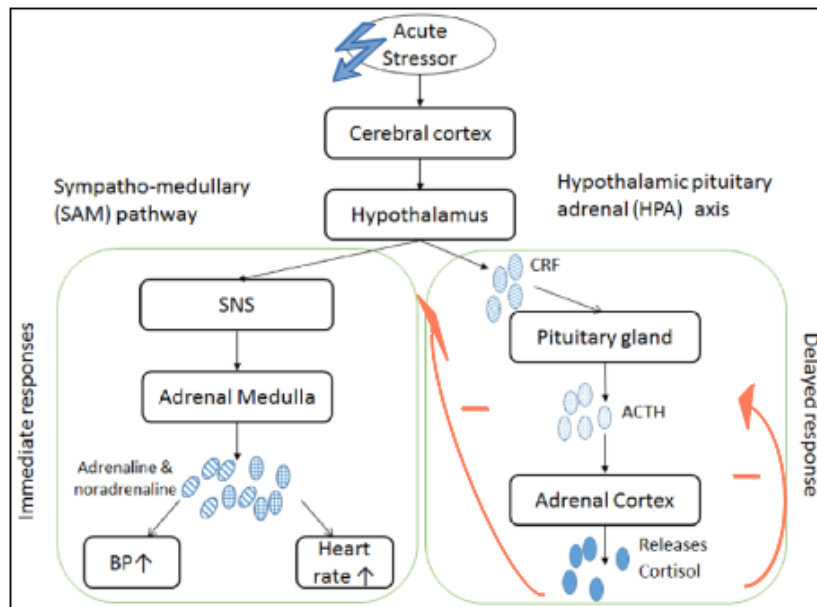 Acute
Stressor
Cerebral cortex
Sympatho-medullary
(SAM) pathway
Hypothalamic pituitary
adrenal (HPA) axis
Hypothalamus
Immediate responses
SNS
Adrenal Medulla
Adrenaline &
noradrenaline
BP ↑
Heart
rate ↑
CRF
Pituitary gland
ACTH
Adrenal Cortex
Releases
Cortisol
Delayed response